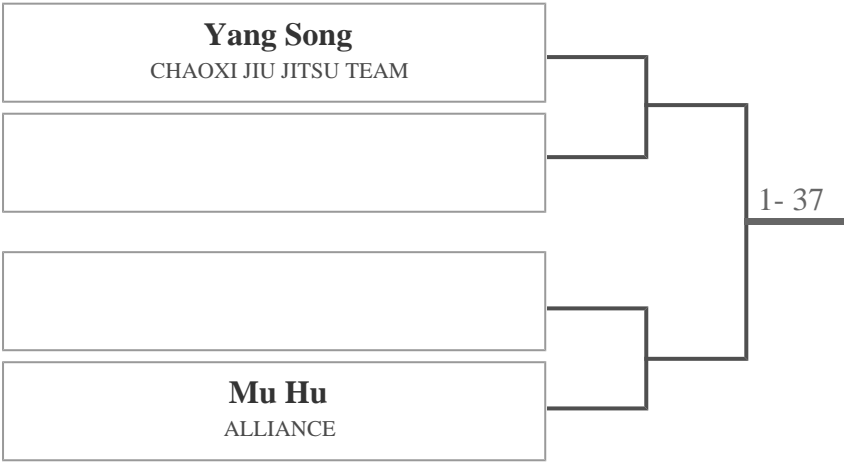 Yang Song
CHAOXI JIU JITSU TEAM
1- 37
Mu Hu
ALLIANCE